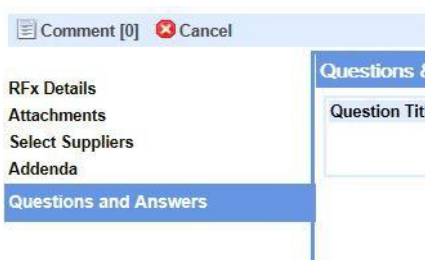 Comment [0] Cancel
Questions &
RFx Details
Attachments
Question Tit
Select Suppliers
Addenda
Questions and Answers